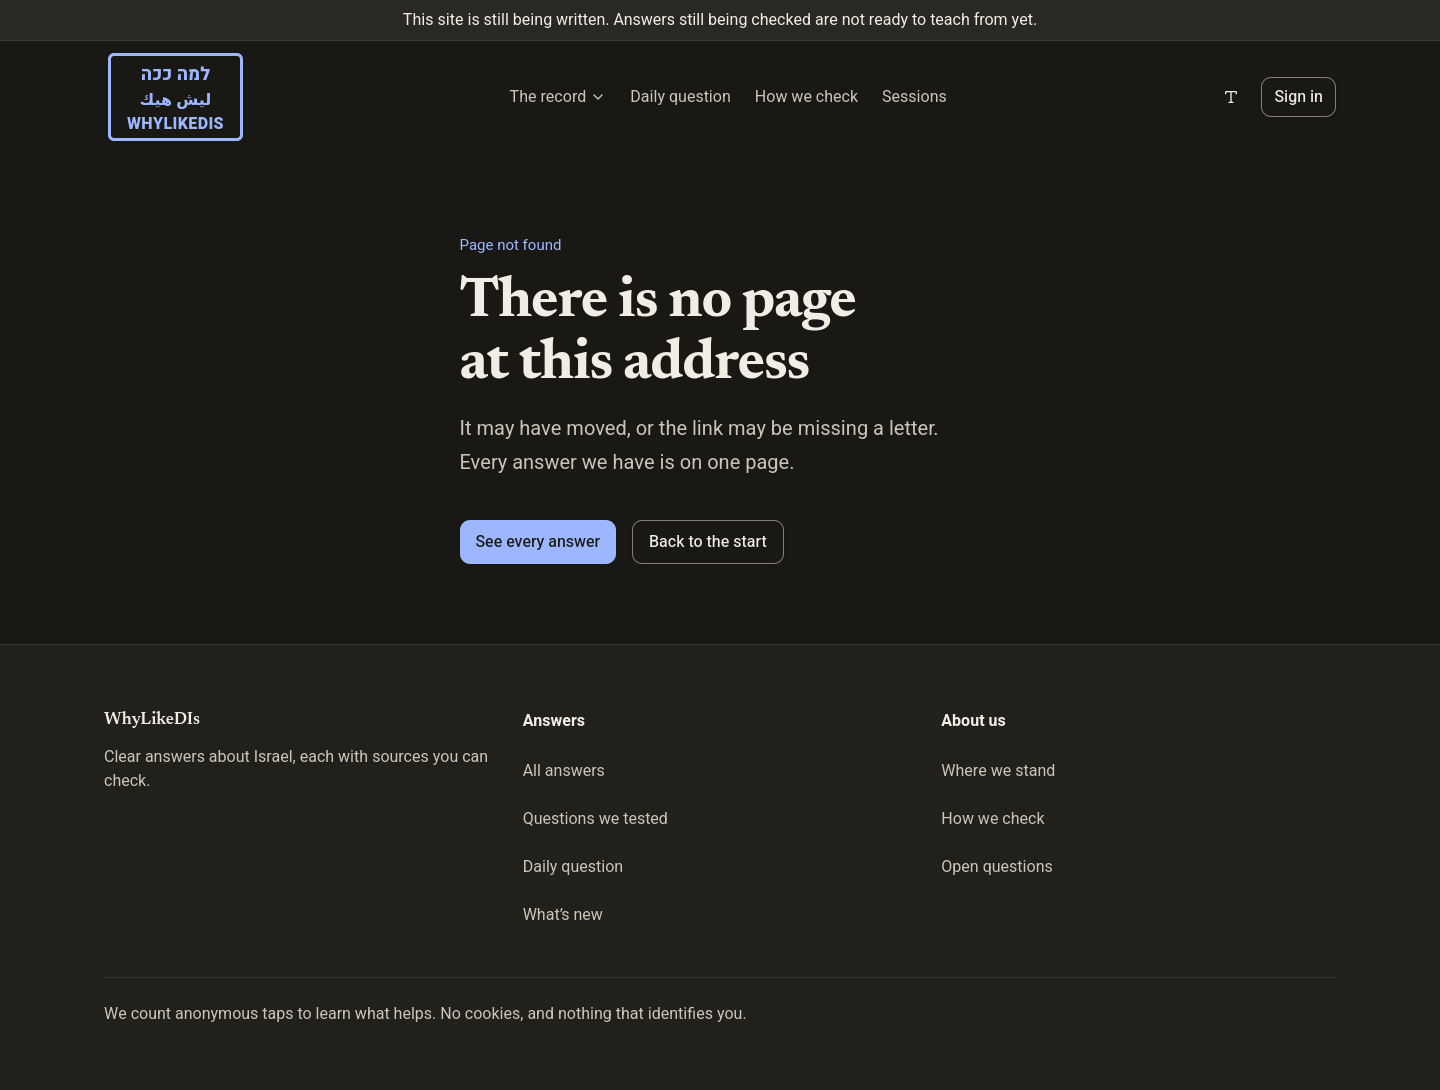 This site is still being written. Answers still being checked are not ready to teach from yet.
למה ככה
ليش هيك
WHYLIKEDIS
The record
Daily question
How we check
Sessions
T
Sign in
Page not found
There is no page
at this address
It may have moved, or the link may be missing a letter.
Every answer we have is on one page.
See every answer
Back to the start
WhyLikeDIs
Clear answers about Israel, each with sources you can
check.
Answers
All answers
Questions we tested
Daily question
What’s new
About us
Where we stand
How we check
Open questions
We count anonymous taps to learn what helps. No cookies, and nothing that identifies you.